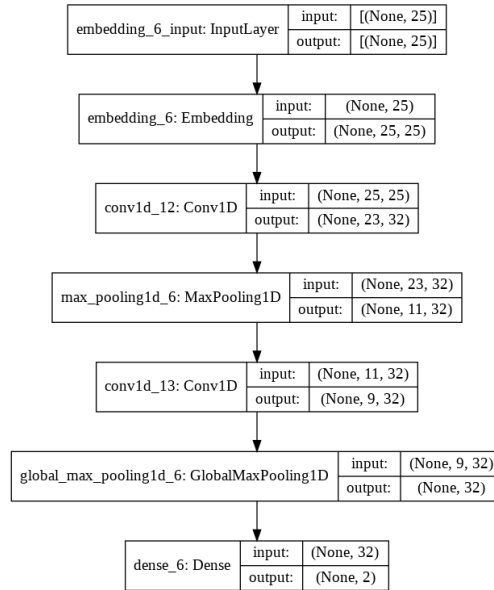 embedding_6_input: InputLayer
input: [(None, 25)]
output: [(None, 25)]
embedding_6: Embedding
input: (None, 25)
output: (None, 25, 25)
conv1d_12: Conv1D
input: (None, 25, 25)
output: (None, 23, 32)
max_pooling1d_6: MaxPooling1D
input: (None, 23, 32)
output: (None, 11, 32)
conv1d_13: Conv1D
input: (None, 11, 32)
output: (None, 9, 32)
global_max_pooling1d_6: GlobalMaxPooling1D
input: (None, 9, 32)
output: (None, 32)
dense_6: Dense
input: (None, 32)
output: (None, 2)